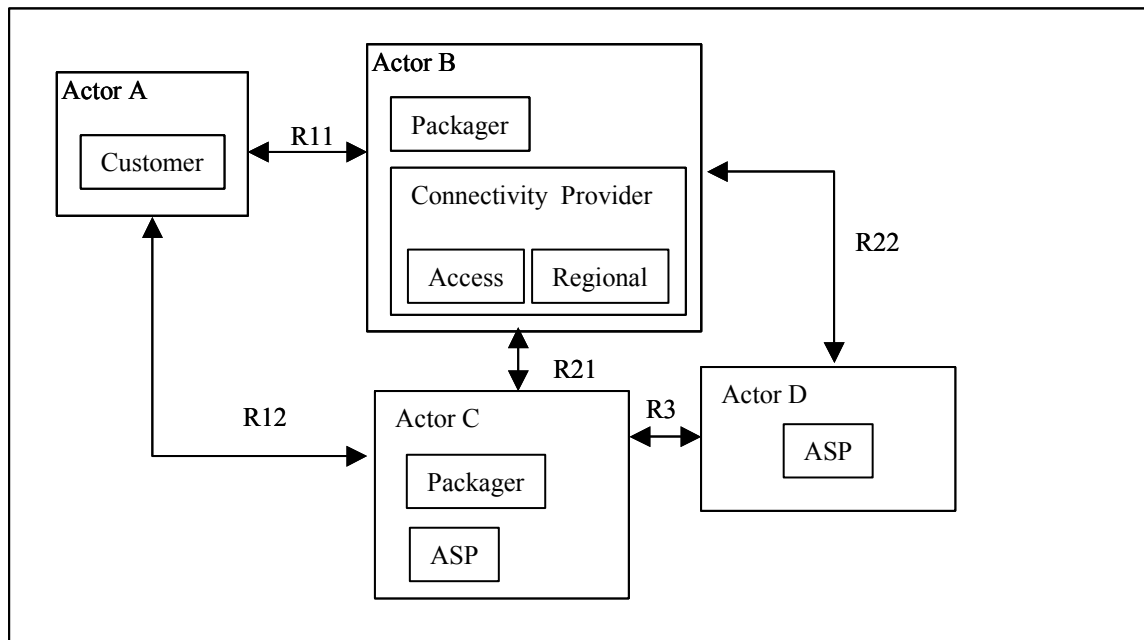 Actor A
Customer
R11
Actor B
Packager
Connectivity Provider
Access
Regional
R22
R21
R12
Actor C
Packager
ASP
R3
Actor D
ASP